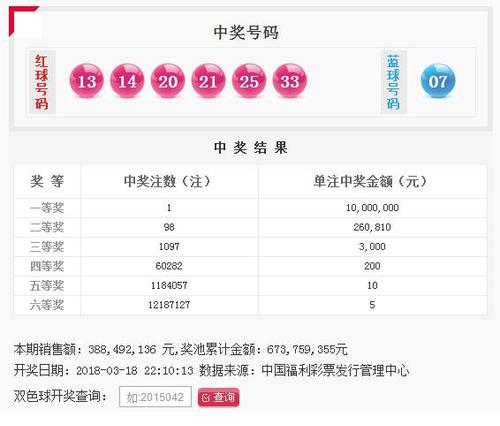 中奖号码
红球号码 13 14 20 21 25 33 蓝球号码 07
中 奖 结 果
奖 等 中奖注数（注） 单注中奖金额（元）
一等奖 1 10,000,000
二等奖 98 260,810
三等奖 1097 3,000
四等奖 60282 200
五等奖 1184057 10
六等奖 12187127 5
本期销售额：388,492,136 元,奖池累计金额：673,759,355元
开奖日期：2018-03-18 22:10:13 数据来源：中国福利彩票发行管理中心
双色球开奖查询： 如:2015042 查询